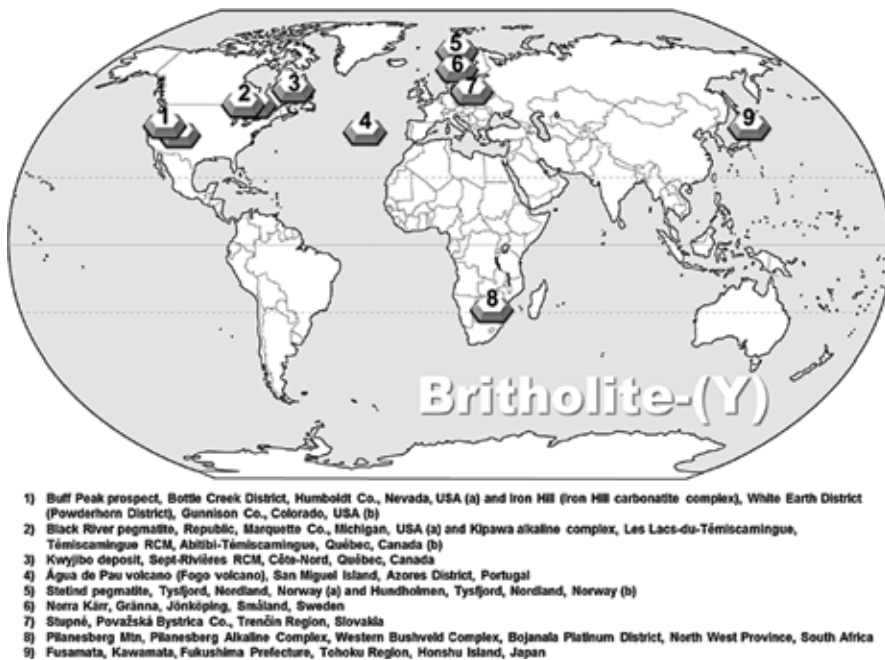 5
6
2
3
7
1
4
9
8
Britholite-(Y)
1) Buff Peak prospect, Bottle Creek District, Humboldt Co., Nevada, USA (a) and Iron Hill (Iron Hill carbonatite complex), White Earth District
(Powderhorn District), Gunnison Co., Colorado, USA (b)
2) Black River pegmatite, Republic, Marquette Co., Michigan, USA (a) and Kipawa alkaline complex, Les Lacs-du-Témiscamingue,
Témiscamingue RCM, Abitibi-Témiscamingue, Québec, Canada (b)
3) Kwyjibo deposit, Sept-Rivières RCM, Côte-Nord, Québec, Canada
4) Água de Pau volcano (Fogo volcano), San Miguel Island, Azores District, Portugal
5) Stetind pegmatite, Tysfjord, Nordland, Norway (a) and Hundholmen, Tysfjord, Nordland, Norway (b)
6) Norra Kärr, Gränna, Jönköping, Småland, Sweden
7) Stupné, Považská Bystrica Co., Trenčín Region, Slovakia
8) Pilanesberg Mtn, Pilanesberg Alkaline Complex, Western Bushveld Complex, Bojanala Platinum District, North West Province, South Africa
9) Fusamata, Kawamata, Fukushima Prefecture, Tohoku Region, Honshu Island, Japan